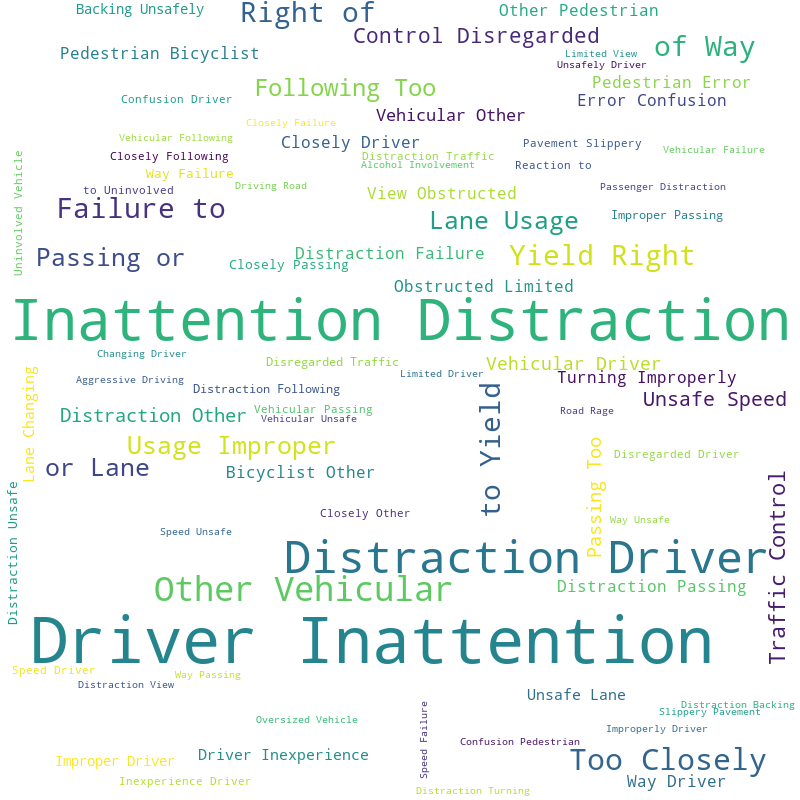 Backing Unsafely
Right of
Other Pedestrian
Control Disregarded
of Way
Pedestrian Bicyclist
Limited View
Unsafely Driver
Following Too
Pedestrian Error
Confusion Driver
Error Confusion
Closely Failure
Vehicular Other
Vehicular Following
Closely Driver
Pavement Slippery
Vehicular Failure
Closely Following
Distraction Traffic
Alcohol Involvement
Reaction to
Way Failure
Uninvolved Vehicle
to Uninvolved
Driving Road
View Obstructed
Passenger Distraction
Failure to
Lane Usage
Improper Passing
Passing or
Distraction Failure
Yield Right
Closely Passing
Obstructed Limited
Inattention Distraction
Changing Driver
Disregarded Traffic
Vehicular Driver
Aggressive Driving
Limited Driver
Turning Improperly
Distraction Following
Unsafe Speed
Lane Changing
Distraction Other
Vehicular Passing
Vehicular Unsafe
Road Rage
to Yield
Usage Improper
Disregarded Driver
or Lane
Bicyclist Other
Passing Too
Closely Other
Way Unsafe
Distraction Unsafe
Speed Unsafe
Traffic Control
Distraction Driver
Other Vehicular
Distraction Passing
Driver Inattention
Speed Driver
Way Passing
Distraction View
Unsafe Lane
Distraction Backing
Slippery Pavement
Oversized Vehicle
Speed Failure
Improperly Driver
Confusion Pedestrian
Improper Driver
Driver Inexperience
Too Closely
Inexperience Driver
Way Driver
Distraction Turning